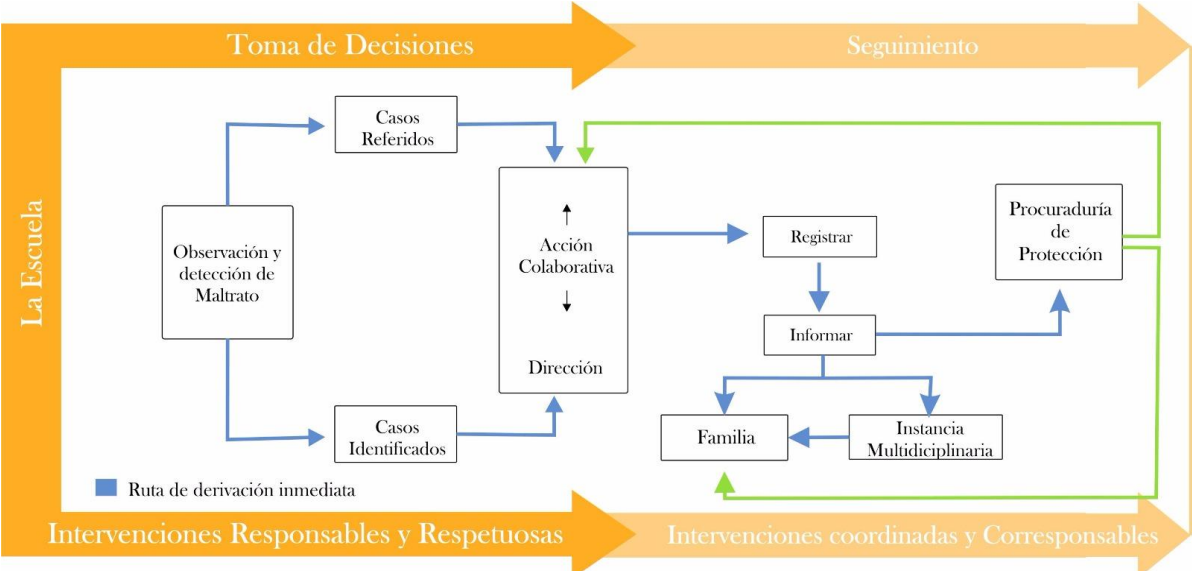 Toma de Decisiones
Seguimiento
La Escuela
Casos
Referidos
Observación y
detección de
Maltrato
Acción
Colaborativa
Dirección
Casos
Identificados
Registrar
Informar
Procuraduría
de
Protección
Familia
Instancia
Multidiciplinaria
Ruta de derivación inmediata
Intervenciones Responsables y Respetuosas
Intervenciones coordinadas y Corresponsables